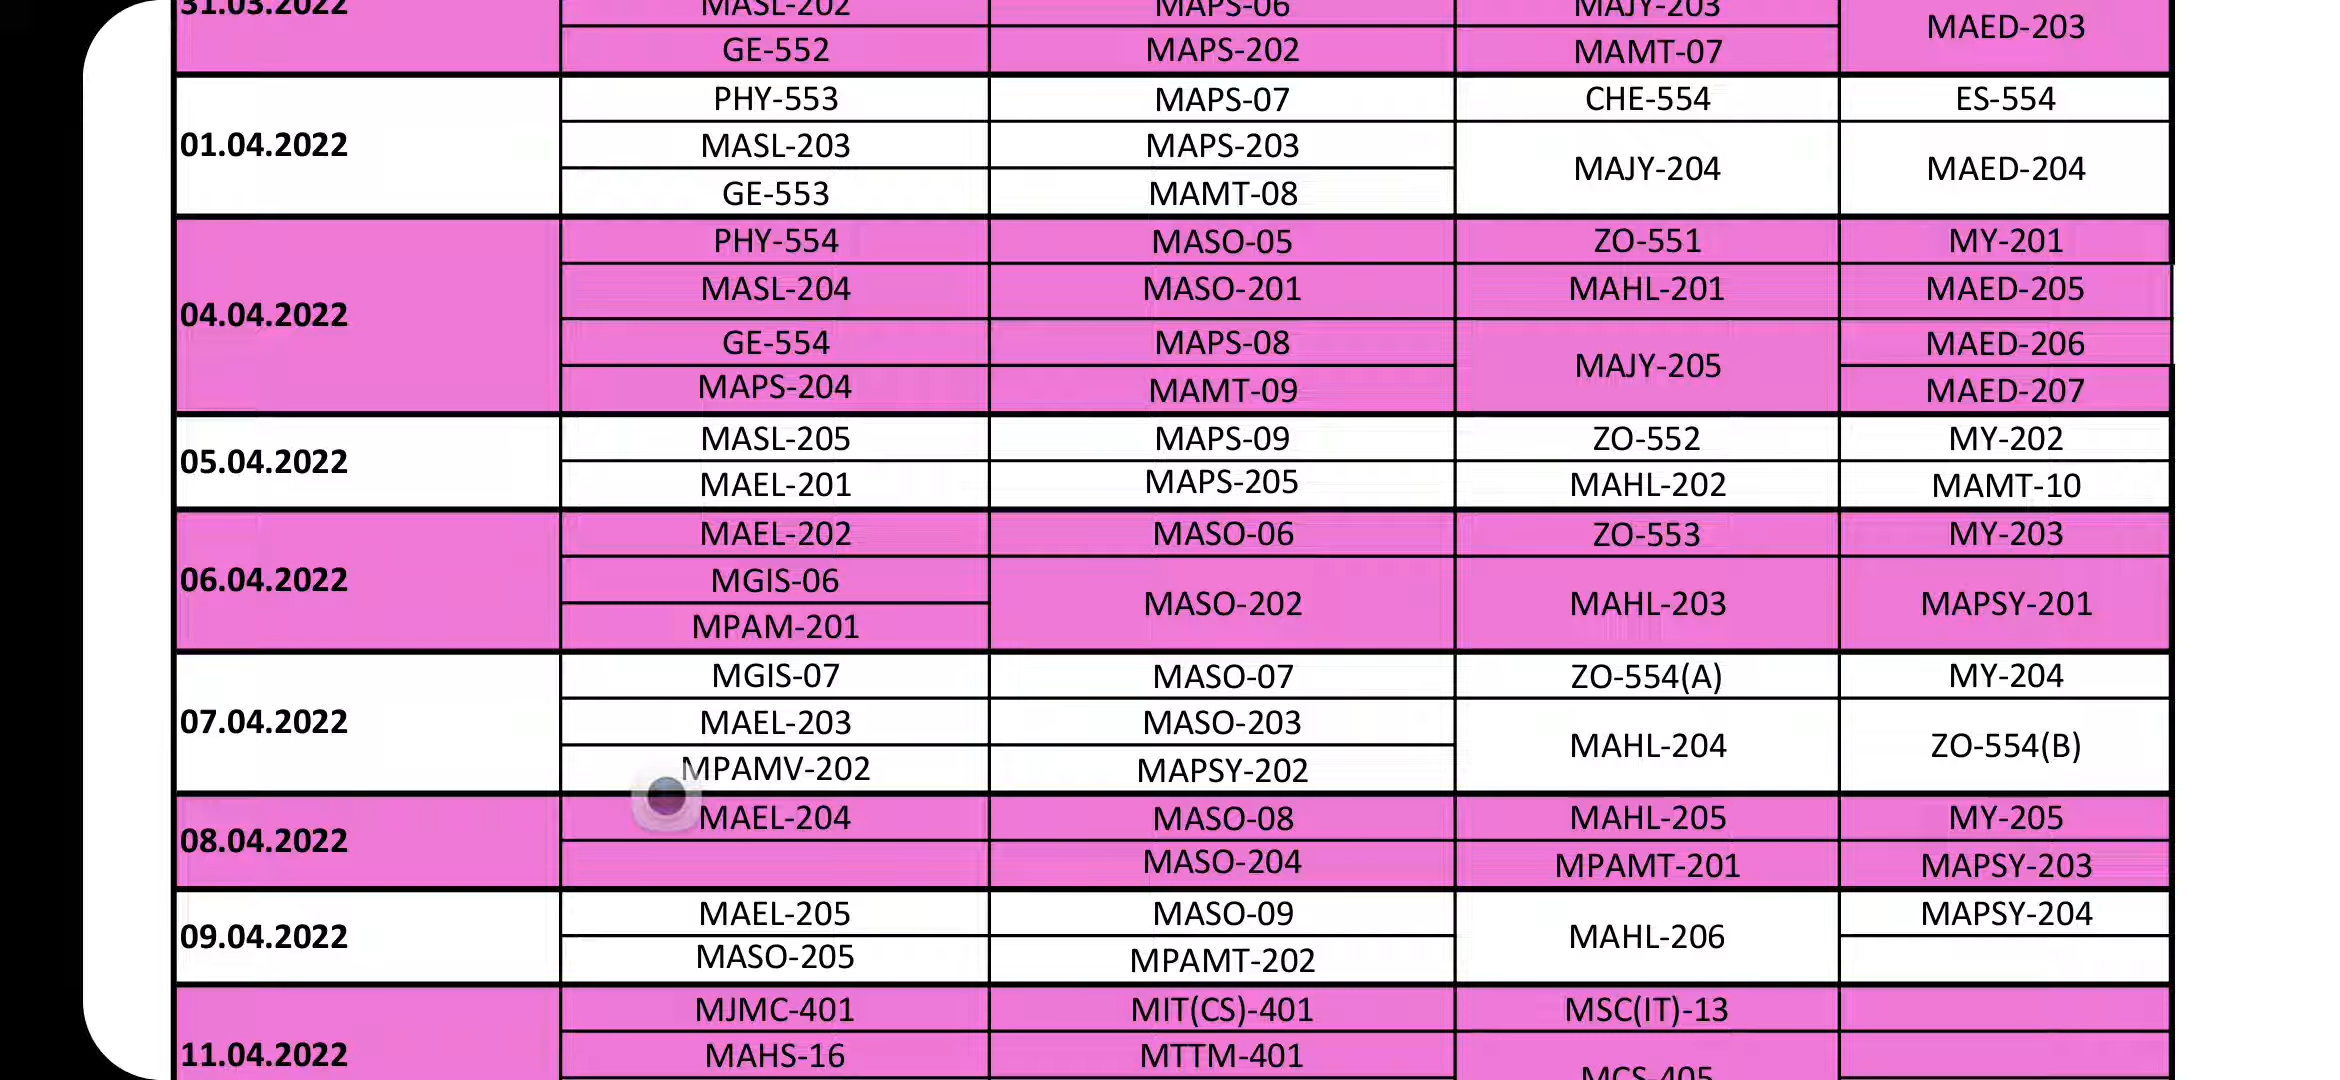 31.03.2022 MASL-202 MAPS-06 MAJY-203 MAED-203
GE-552 MAPS-202 MAMT-07
01.04.2022 PHY-553 MAPS-07 CHE-554 ES-554
MASL-203 MAPS-203 MAJY-204 MAED-204
GE-553 MAMT-08
04.04.2022 PHY-554 MASO-05 ZO-551 MY-201
MASL-204 MASO-201 MAHL-201 MAED-205
GE-554 MAPS-08 MAJY-205 MAED-206
MAPS-204 MAMT-09 MAED-207
05.04.2022 MASL-205 MAPS-09 ZO-552 MY-202
MAEL-201 MAPS-205 MAHL-202 MAMT-10
06.04.2022 MAEL-202 MASO-06 ZO-553 MY-203
MGIS-06 MASO-202 MAHL-203 MAPSY-201
MPAM-201
07.04.2022 MGIS-07 MASO-07 ZO-554(A) MY-204
MAEL-203 MASO-203 MAHL-204 ZO-554(B)
MPAMV-202 MAPSY-202
08.04.2022 MAEL-204 MASO-08 MAHL-205 MY-205
MASO-204 MPAMT-201 MAPSY-203
09.04.2022 MAEL-205 MASO-09 MAHL-206 MAPSY-204
MASO-205 MPAMT-202
11.04.2022 MJMC-401 MIT(CS)-401 MSC(IT)-13
MAHS-16 MTTM-401 MCS-405